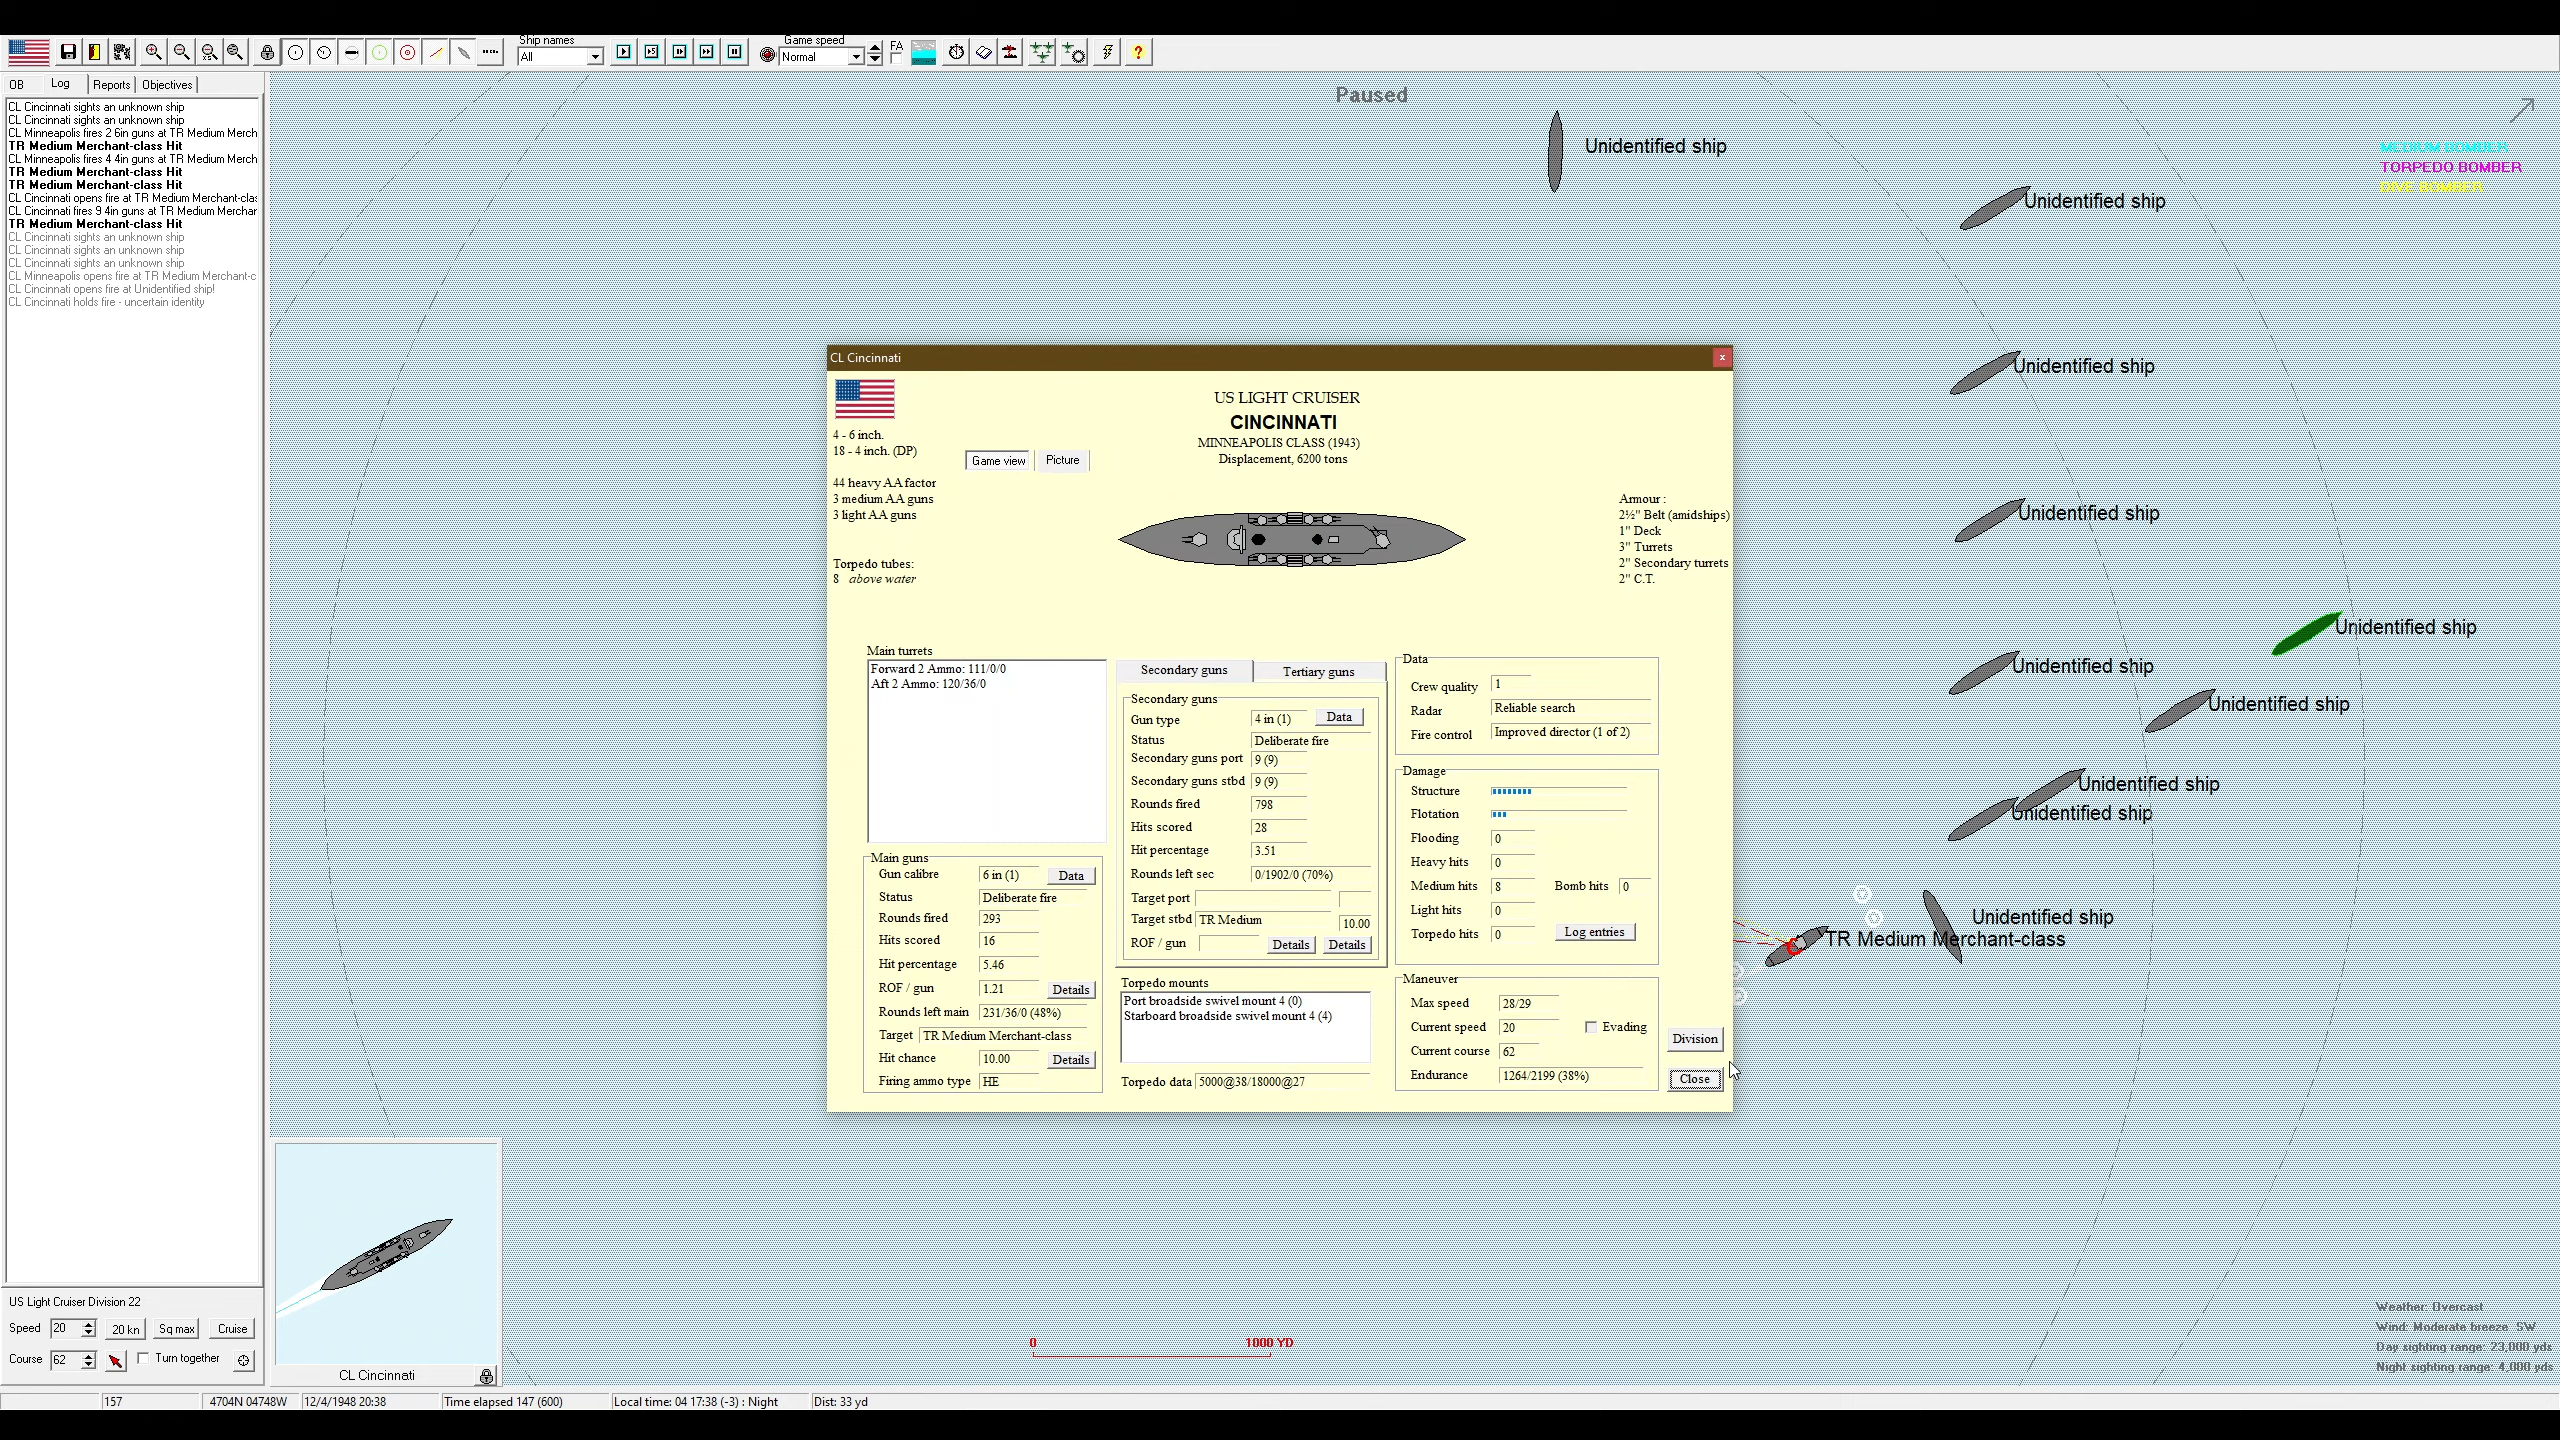 Ship names
All
Game speed
Normal
FA
?
OB
Log
Reports
Objectives
CL Cincinnati sights an unknown ship
CL Cincinnati sights an unknown ship
CL Minneapolis fires 2 6in guns at TR Medium Merch
TR Medium Merchant-class Hit
CL Minneapolis fires 4 4in guns at TR Medium Merch
TR Medium Merchant-class Hit
TR Medium Merchant-class Hit
CL Cincinnati opens fire at TR Medium Merchant-clas
CL Cincinnati fires 9 4in guns at TR Medium Merchar
TR Medium Merchant-class Hit
CL Cincinnati sights an unknown ship
CL Cincinnati sights an unknown ship
CL Cincinnati sights an unknown ship
CL Minneapolis opens fire at TR Medium Merchant-c
CL Cincinnati opens fire at Unidentified ship!
CL Cincinnati holds fire - uncertain identity
Paused
MEDIUM BOMBER
TORPEDO BOMBER
DIVE BOMBER
Unidentified ship
Unidentified ship
Unidentified ship
Unidentified ship
Unidentified ship
Unidentified ship
Unidentified ship
Unidentified ship
Unidentified ship
Unidentified ship
TR Medium Merchant-class
CL Cincinnati
US LIGHT CRUISER
CINCINNATI
MINNEAPOLIS CLASS (1943)
Displacement, 6200 tons
4 - 6 inch.
18 - 4 inch. (DP)
Game view
Picture
44 heavy AA factor
3 medium AA guns
3 light AA guns
Torpedo tubes:
8 above water
Armour :
2½" Belt (amidships)
1" Deck
3" Turrets
2" Secondary turrets
2" C.T.
Main turrets
Forward 2 Ammo: 111/0/0
Aft 2 Ammo: 120/36/0
Main guns
Gun calibre 6 in (1) Data
Status Deliberate fire
Rounds fired 293
Hits scored 16
Hit percentage 5.46
ROF / gun 1.21 Details
Rounds left main 231/36/0 (48%)
Target TR Medium Merchant-class
Hit chance 10.00 Details
Firing ammo type HE
Secondary guns
Tertiary guns
Secondary guns
Gun type 4 in (1) Data
Status Deliberate fire
Secondary guns port 9 (9)
Secondary guns stbd 9 (9)
Rounds fired 798
Hits scored 28
Hit percentage 3.51
Rounds left sec 0/1902/0 (70%)
Target port
Target stbd TR Medium 10.00
ROF / gun Details Details
Torpedo mounts
Port broadside swivel mount 4 (0)
Starboard broadside swivel mount 4 (4)
Torpedo data 5000@38/18000@27
Data
Crew quality 1
Radar Reliable search
Fire control Improved director (1 of 2)
Damage
Structure
Flotation
Flooding 0
Heavy hits 0
Medium hits 8 Bomb hits 0
Light hits 0
Torpedo hits 0 Log entries
Maneuver
Max speed 28/29
Current speed 20 Evading
Current course 62
Endurance 1264/2199 (38%)
Division
Close
US Light Cruiser Division 22
Speed 20 20 kn Sq max Cruise
Course 62 Turn together
CL Cincinnati
0 1000 YD
Weather: Overcast
Wind: Moderate breeze SW
Day sighting range: 23,000 yds
Night sighting range: 4,000 yds
157 4704N 04748W 12/4/1948 20:38 Time elapsed 147 (600) Local time: 04 17:38 (-3) : Night Dist: 33 yd